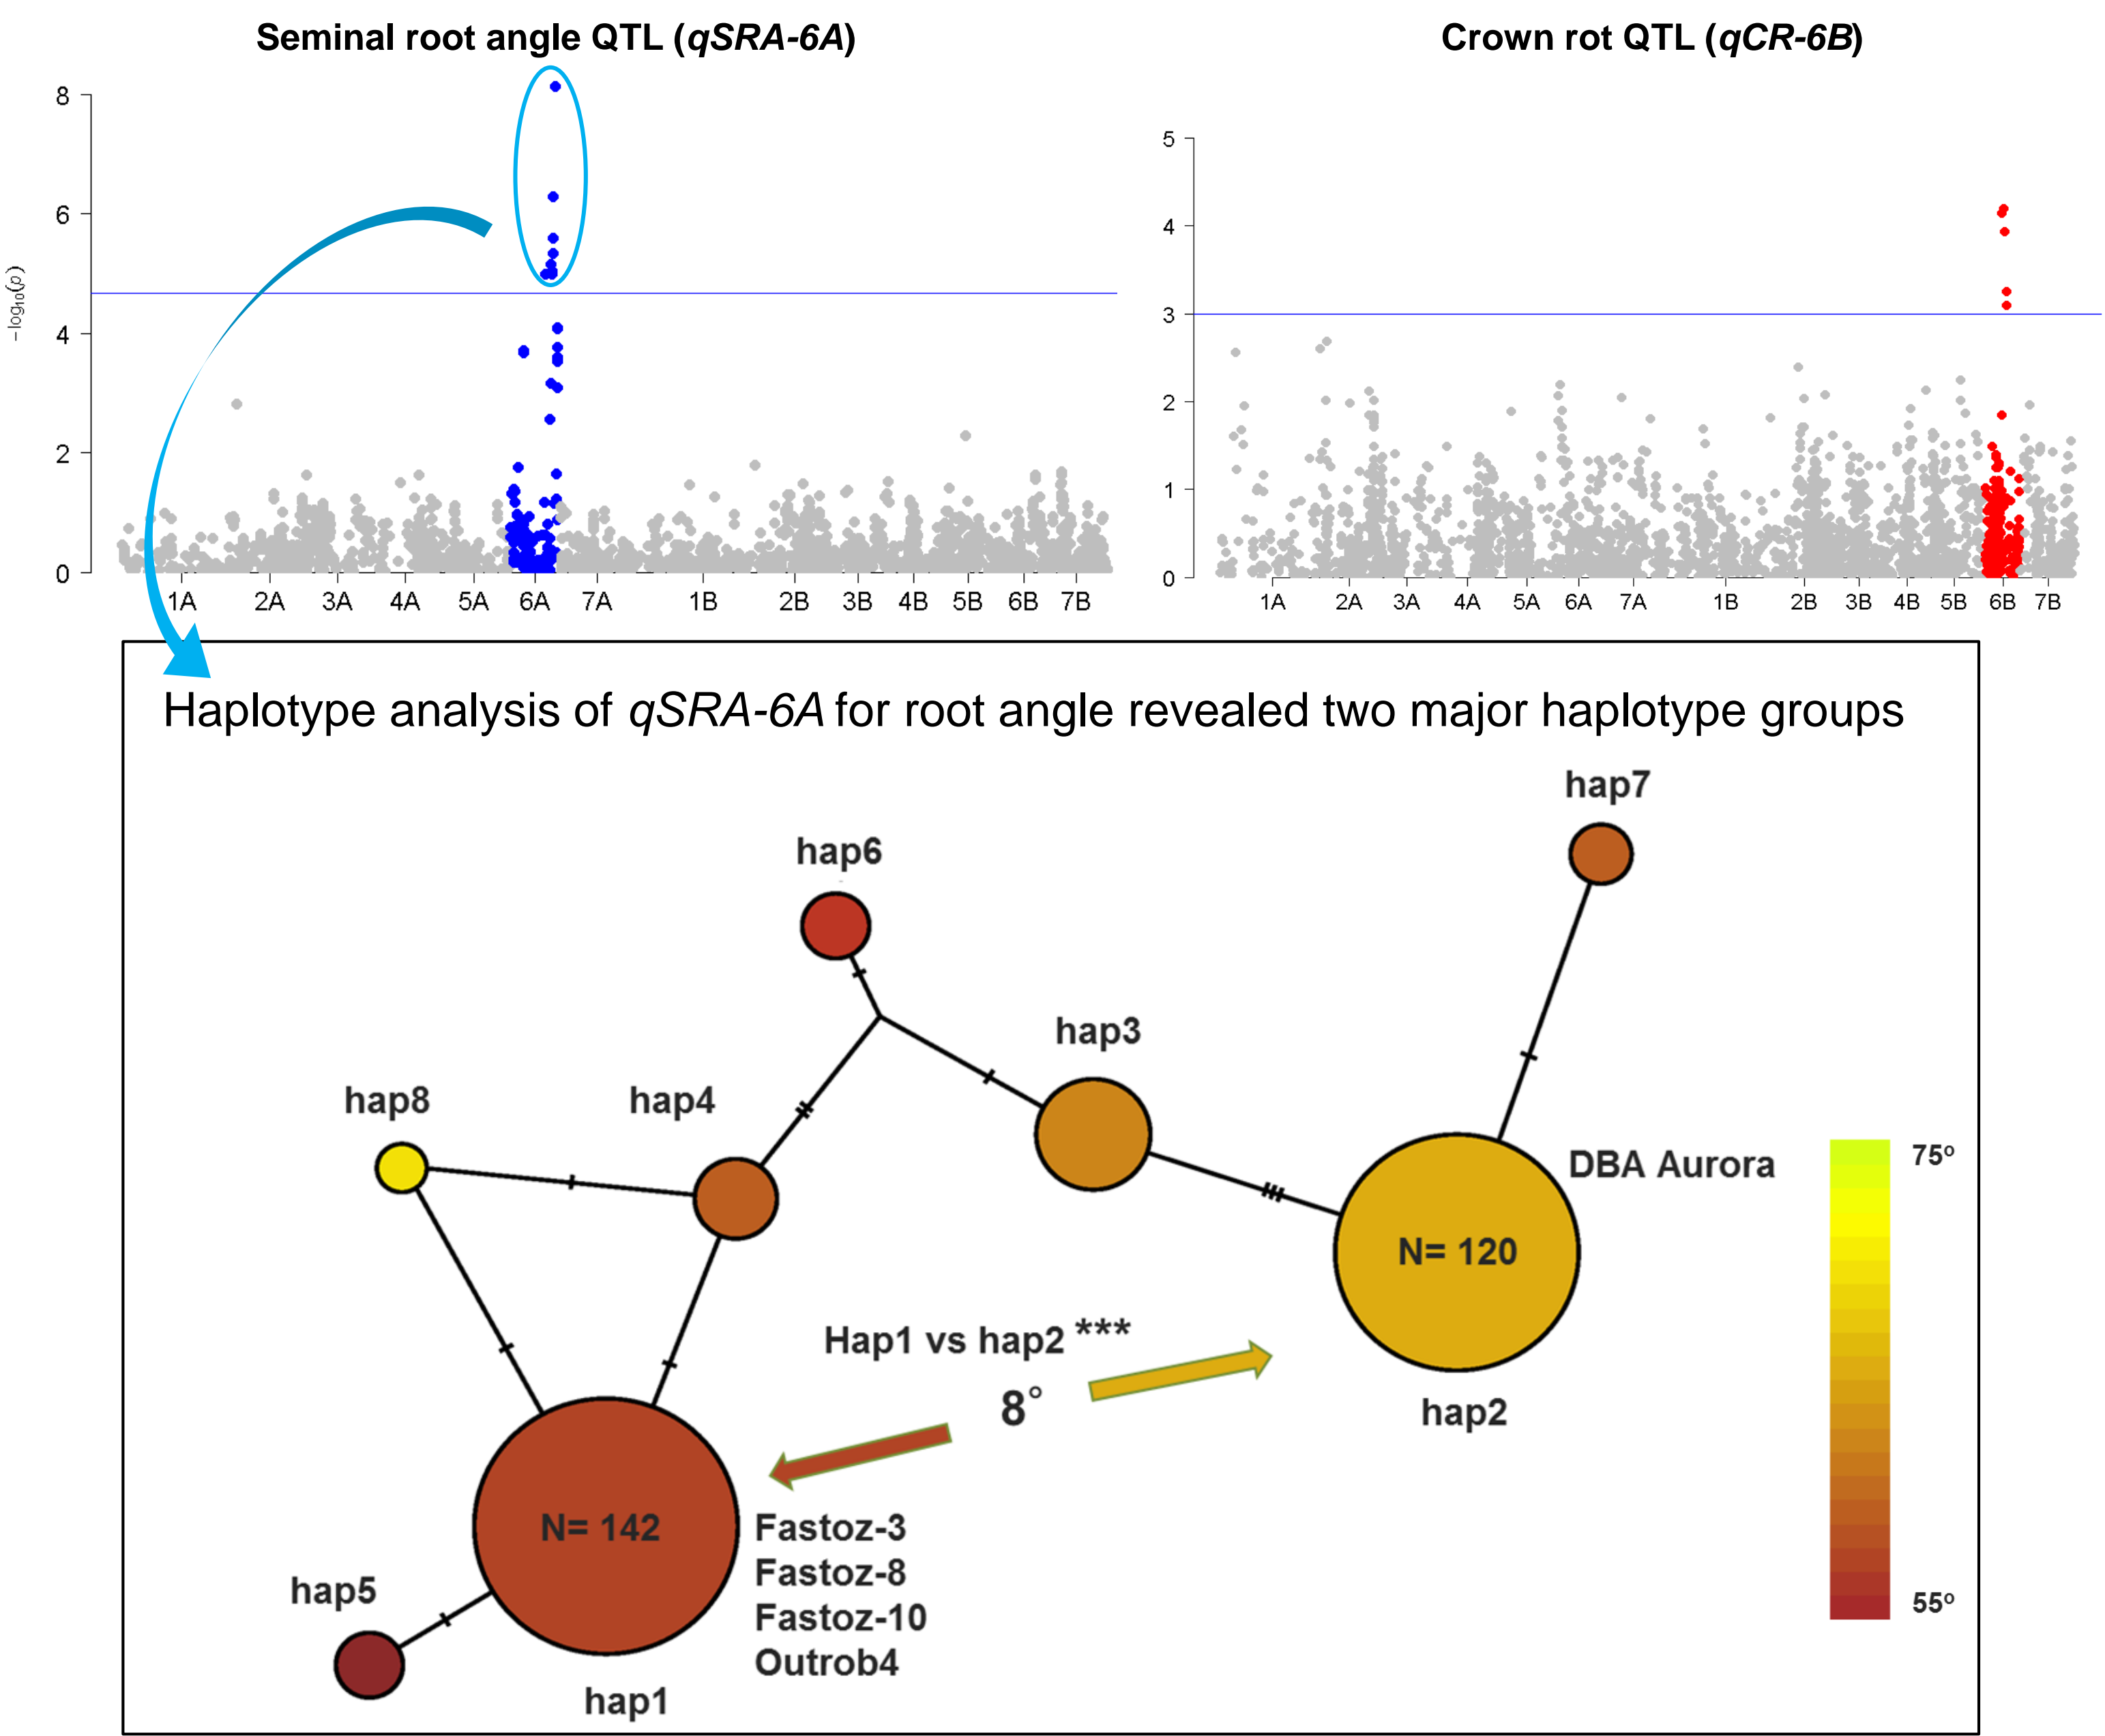 Seminal root angle QTL (qSRA-6A)
8
6
4
2
0
-log10(p)
1A 2A 3A 4A 5A 6A 7A 1B 2B 3B 4B 5B 6B 7B
Crown rot QTL (qCR-6B)
5
4
3
2
1
0
1A 2A 3A 4A 5A 6A 7A 1B 2B 3B 4B 5B 6B 7B
Haplotype analysis of qSRA-6A for root angle revealed two major haplotype groups
hap7
hap6
hap3
hap8
hap4
DBA Aurora
75º
N= 120
Hap1 vs hap2 ***
8°
hap2
N= 142
Fastoz-3
Fastoz-8
Fastoz-10
Outrob4
hap5
55º
hap1